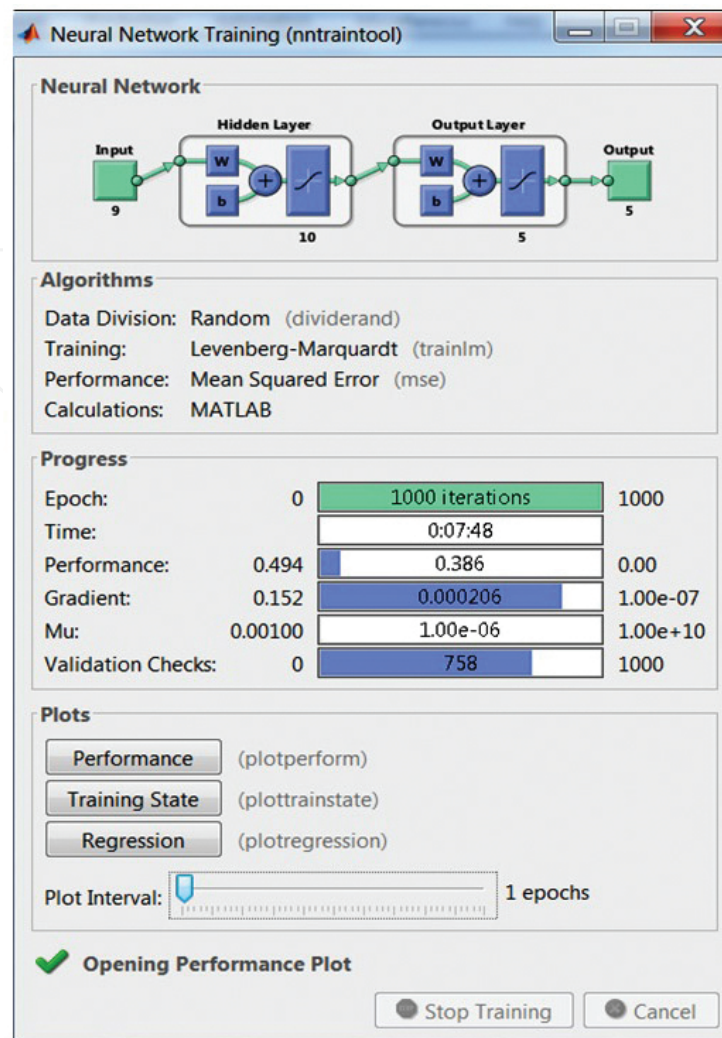 Neural Network Training (nntraintool)
Neural Network
Hidden Layer Output Layer
Input Output
W W
b b
9 10 5 5
Algorithms
Data Division: Random (dividerand)
Training: Levenberg-Marquardt (trainlm)
Performance: Mean Squared Error (mse)
Calculations: MATLAB
Progress
Epoch: 0 1000 iterations 1000
Time: 0:07:48
Performance: 0.494 0.386 0.00
Gradient: 0.152 0.000206 1.00e-07
Mu: 0.00100 1.00e-06 1.00e+10
Validation Checks: 0 758 1000
Plots
Performance (plotperform)
Training State (plottrainstate)
Regression (plotregression)
Plot Interval: 1 epochs
Opening Performance Plot
Stop Training Cancel